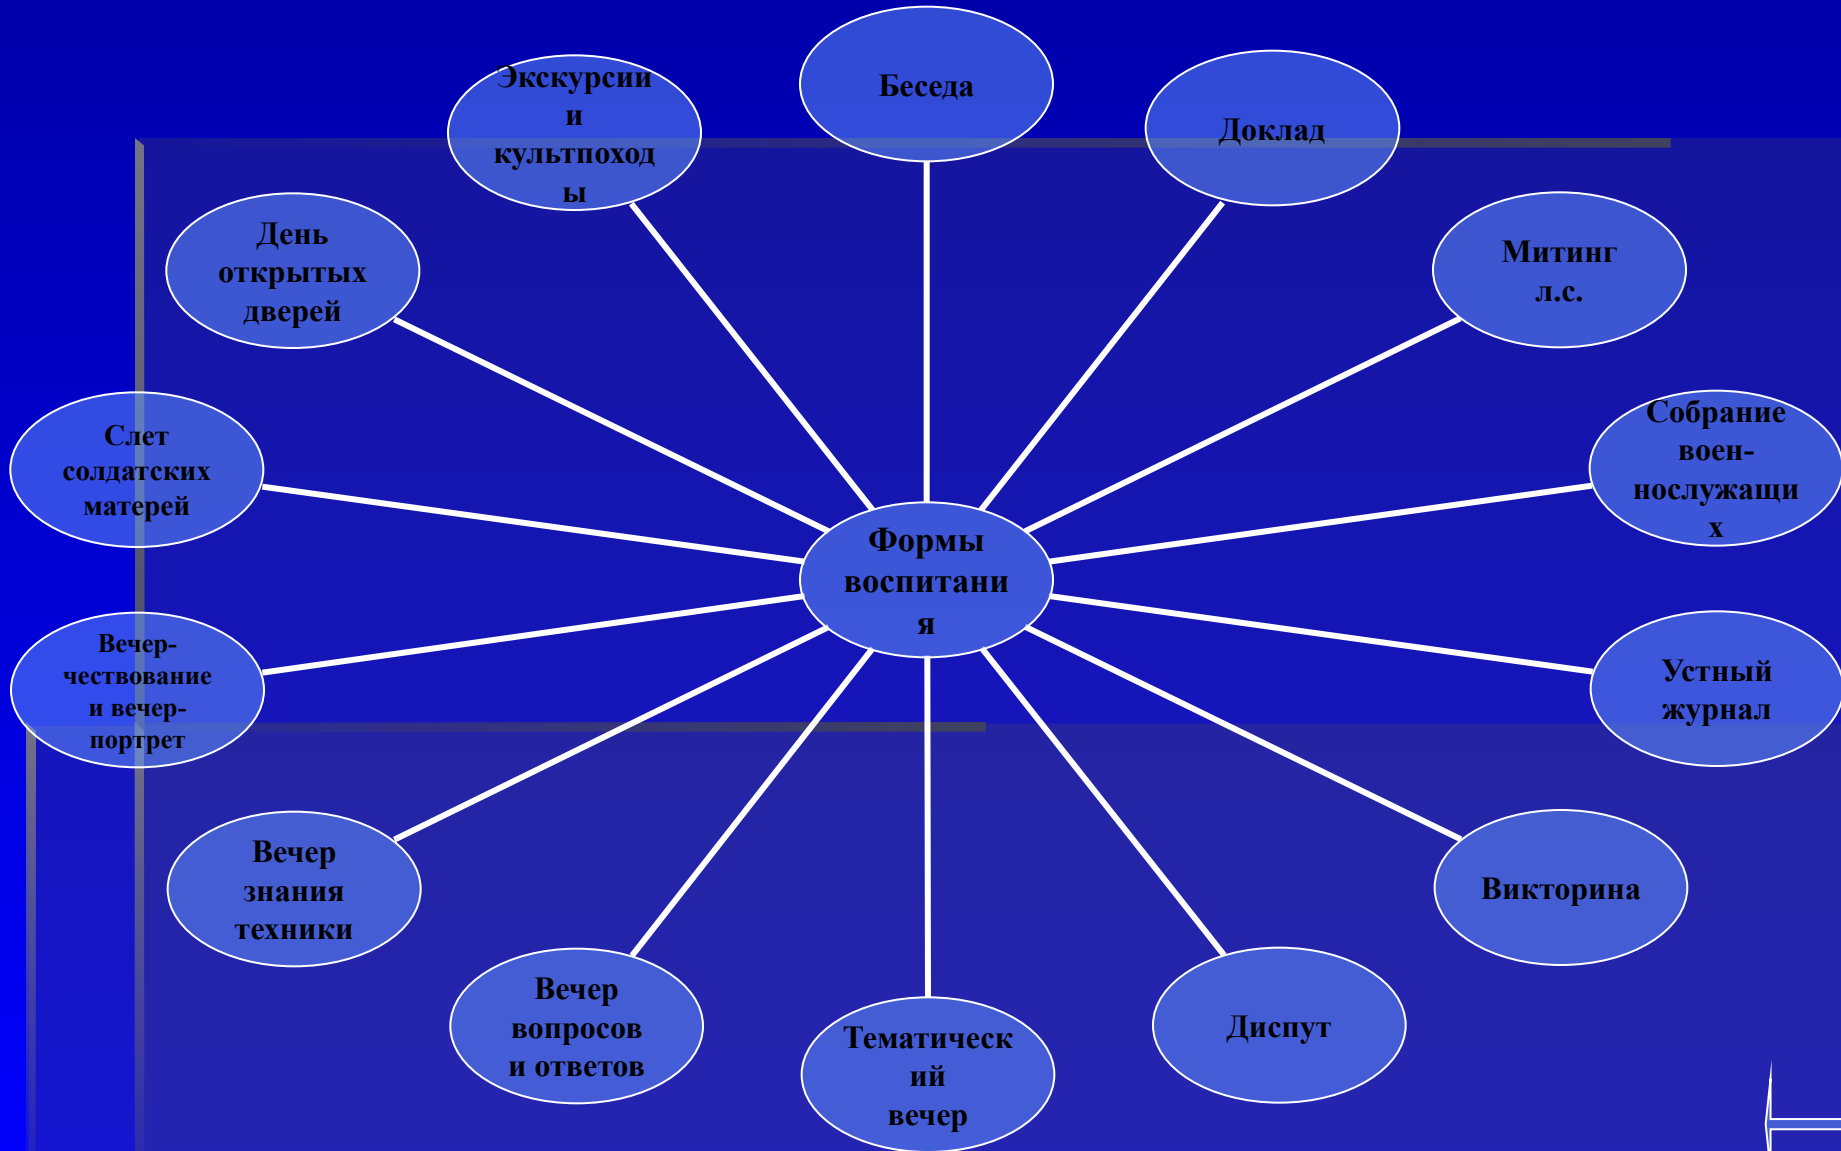 Формы
воспитани
я
Беседа
Доклад
Митинг
л.с.
Собрание
воен-
нослужащи
х
Устный
журнал
Викторина
Диспут
Тематическ
ий
вечер
Вечер
вопросов
и ответов
Вечер
знания
техники
Вечер-
чествование
и вечер-
портрет
Слет
солдатских
матерей
День
открытых
дверей
Экскурсии
и
культпоход
ы